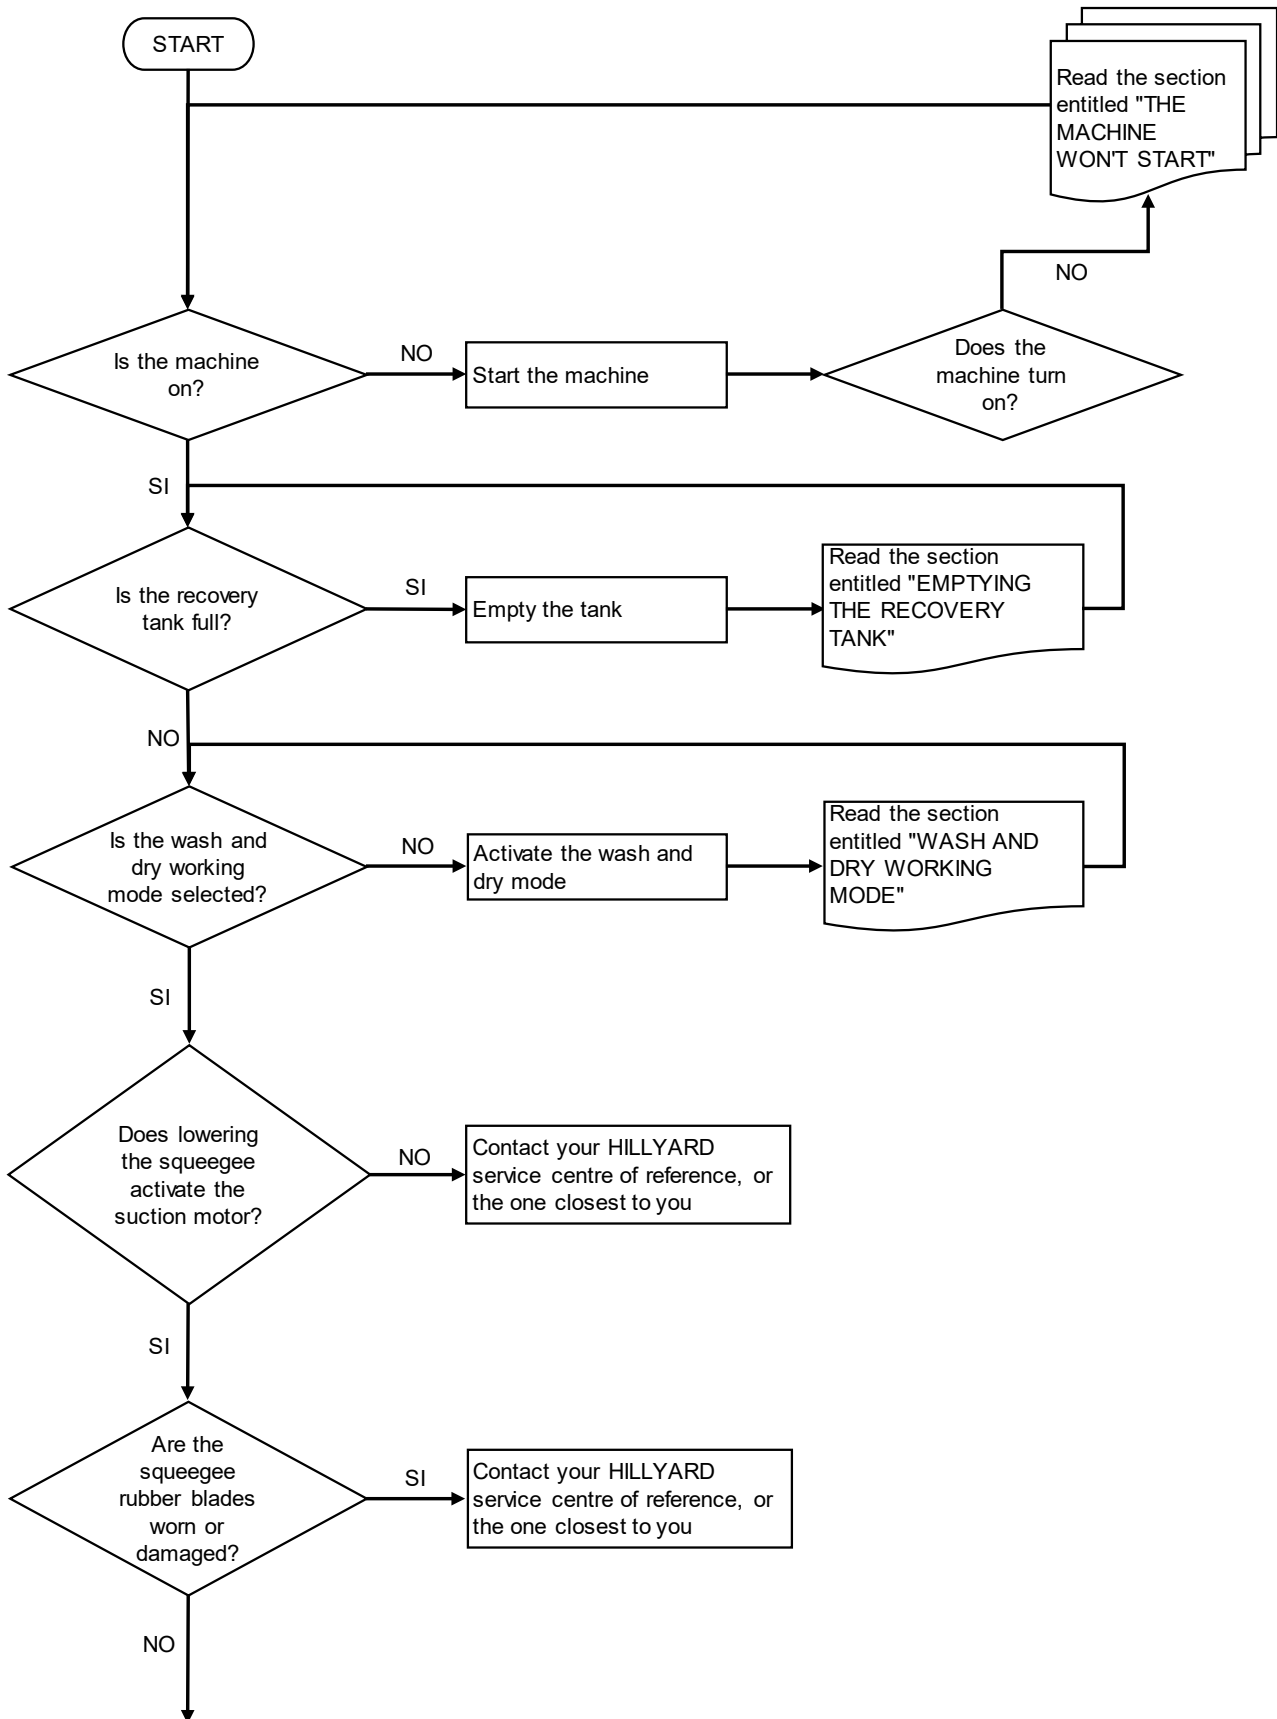 START
Read the section
entitled "THE
MACHINE
WON'T START"
NO
Is the machine
on?
NO
Start the machine
Does the
machine turn
on?
SI
Is the recovery
tank full?
SI
Empty the tank
Read the section
entitled "EMPTYING
THE RECOVERY
TANK"
NO
Is the wash and
dry working
mode selected?
NO
Activate the wash and
dry mode
Read the section
entitled "WASH AND
DRY WORKING
MODE"
SI
Does lowering
the squeegee
activate the
suction motor?
NO
Contact your HILLYARD
service centre of reference, or
the one closest to you
SI
Are the
squeegee
rubber blades
worn or
damaged?
SI
Contact your HILLYARD
service centre of reference, or
the one closest to you
NO